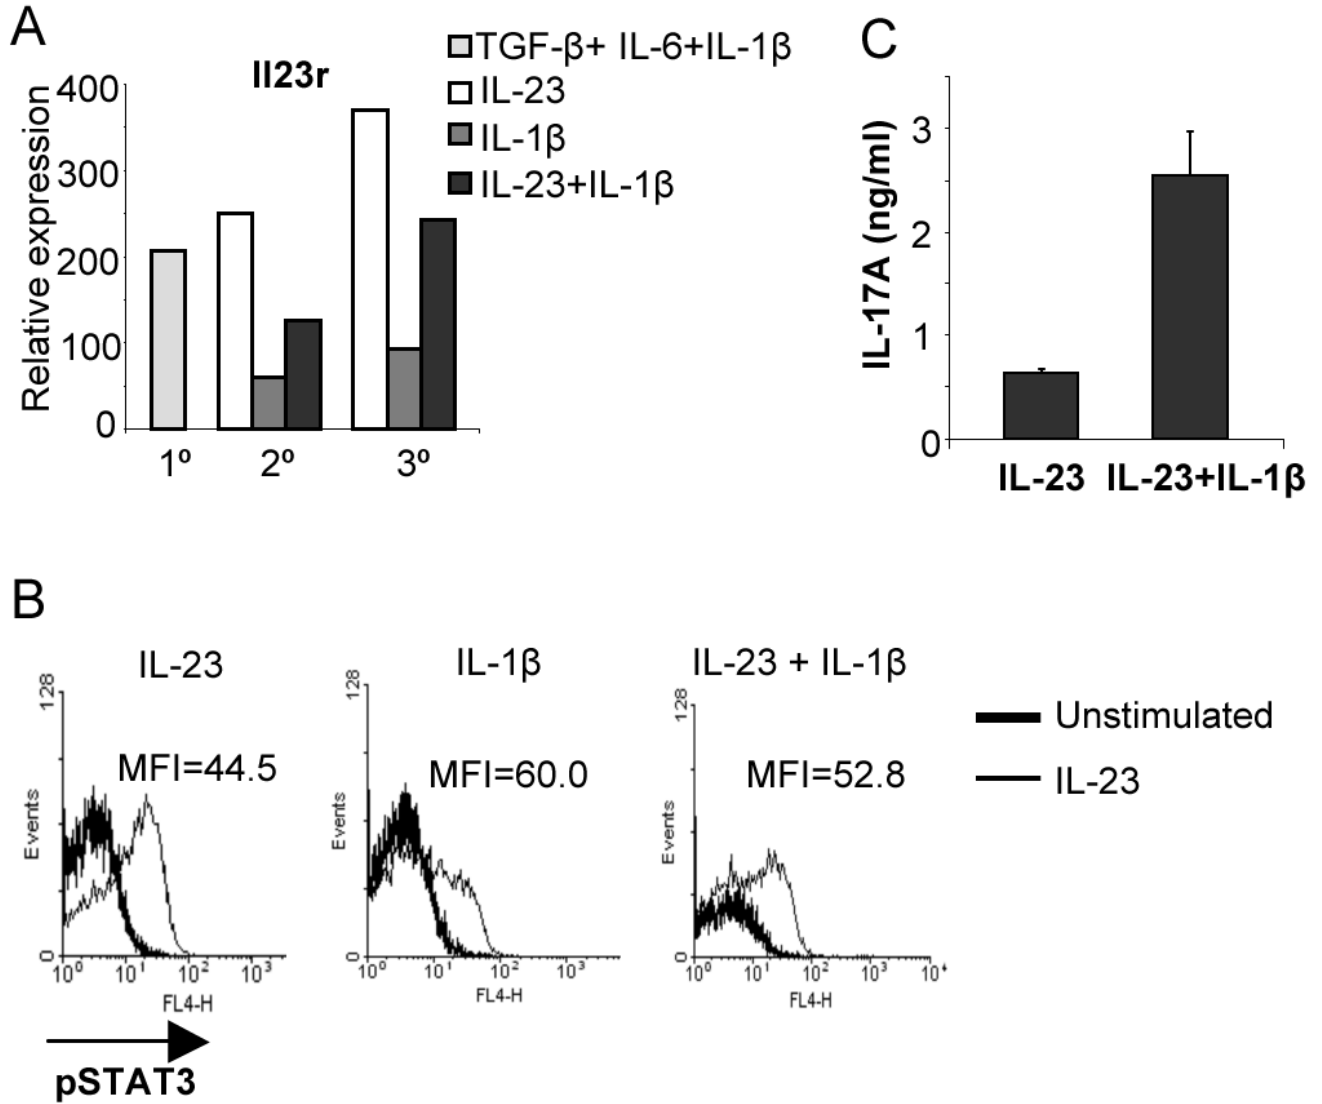 A
Il23r
TGF-β+ IL-6+IL-1β
IL-23
IL-1β
IL-23+IL-1β
Relative expression
400
300
200
100
0
1º 2º 3º
C
IL-17A (ng/ml)
3
2
1
0
IL-23 IL-23+IL-1β
B
IL-23
MFI=44.5
128
Events
0
10⁰ 10¹ 10² 10³
FL4-H
IL-1β
MFI=60.0
128
Events
0
10⁰ 10¹ 10² 10³
FL4-H
IL-23 + IL-1β
MFI=52.8
128
Events
0
10⁰ 10¹ 10² 10³ 10⁴
FL4-H
Unstimulated
IL-23
pSTAT3